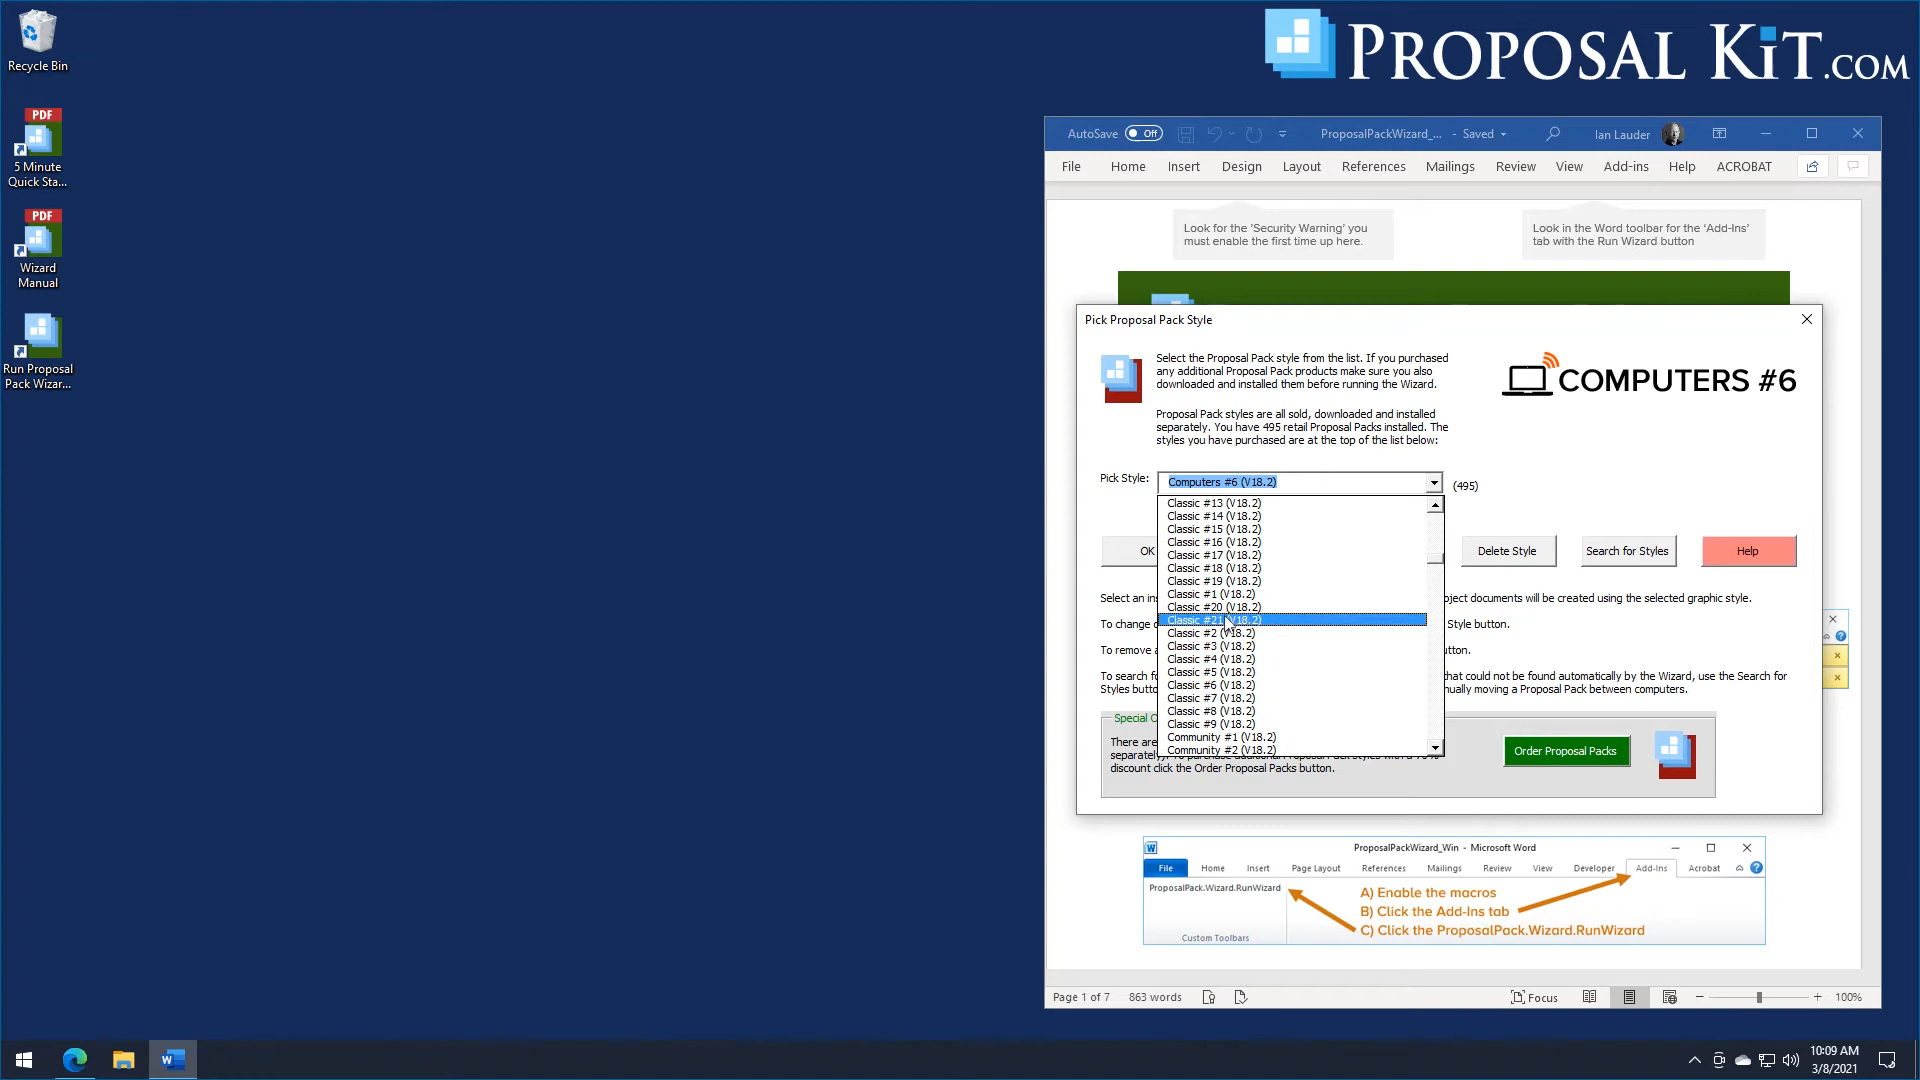 Recycle Bin
PDF
5 Minute
Quick Sta...
PDF
Wizard
Manual
Run Proposal
Pack Wizar...
PROPOSAL KIT.COM
AutoSave Off ProposalPackWizard_... - Saved Ian Lauder
File Home Insert Design Layout References Mailings Review View Add-ins Help ACROBAT
Look for the 'Security Warning' you
must enable the first time up here.
Look in the Word toolbar for the 'Add-Ins'
tab with the Run Wizard button
Pick Proposal Pack Style
Select the Proposal Pack style from the list. If you purchased
any additional Proposal Pack products make sure you also
downloaded and installed them before running the Wizard.
COMPUTERS #6
Proposal Pack styles are all sold, downloaded and installed
separately. You have 495 retail Proposal Packs installed. The
styles you have purchased are at the top of the list below:
Pick Style: Computers #6 (V18.2) (495)
Classic #13 (V18.2)
Classic #14 (V18.2)
Classic #15 (V18.2)
Classic #16 (V18.2)
Classic #17 (V18.2)
Classic #18 (V18.2)
Classic #19 (V18.2)
Classic #1 (V18.2)
Classic #20 (V18.2)
Classic #21 (V18.2)
Classic #2 (V18.2)
Classic #3 (V18.2)
Classic #4 (V18.2)
Classic #5 (V18.2)
Classic #6 (V18.2)
Classic #7 (V18.2)
Classic #8 (V18.2)
Classic #9 (V18.2)
Community #1 (V18.2)
Community #2 (V18.2)
OK Delete Style Search for Styles Help
Select an ject documents will be created using the selected graphic style.
To change Style button.
To remove
To search that could not be found automatically by the Wizard, use the Search for
Styles nually moving a Proposal Pack between computers.
Special
There are
separately).
discount click the Order Proposal Packs button.
Order Proposal Packs
ProposalPackWizard_Win - Microsoft Word
File Home Insert Page Layout References Mailings Review View Developer Add-Ins Acrobat
ProposalPack.Wizard.RunWizard
A) Enable the macros
B) Click the Add-Ins tab
C) Click the ProposalPack.Wizard.RunWizard
Custom Toolbars
Page 1 of 7 863 words Focus 100%
10:09 AM
3/8/2021